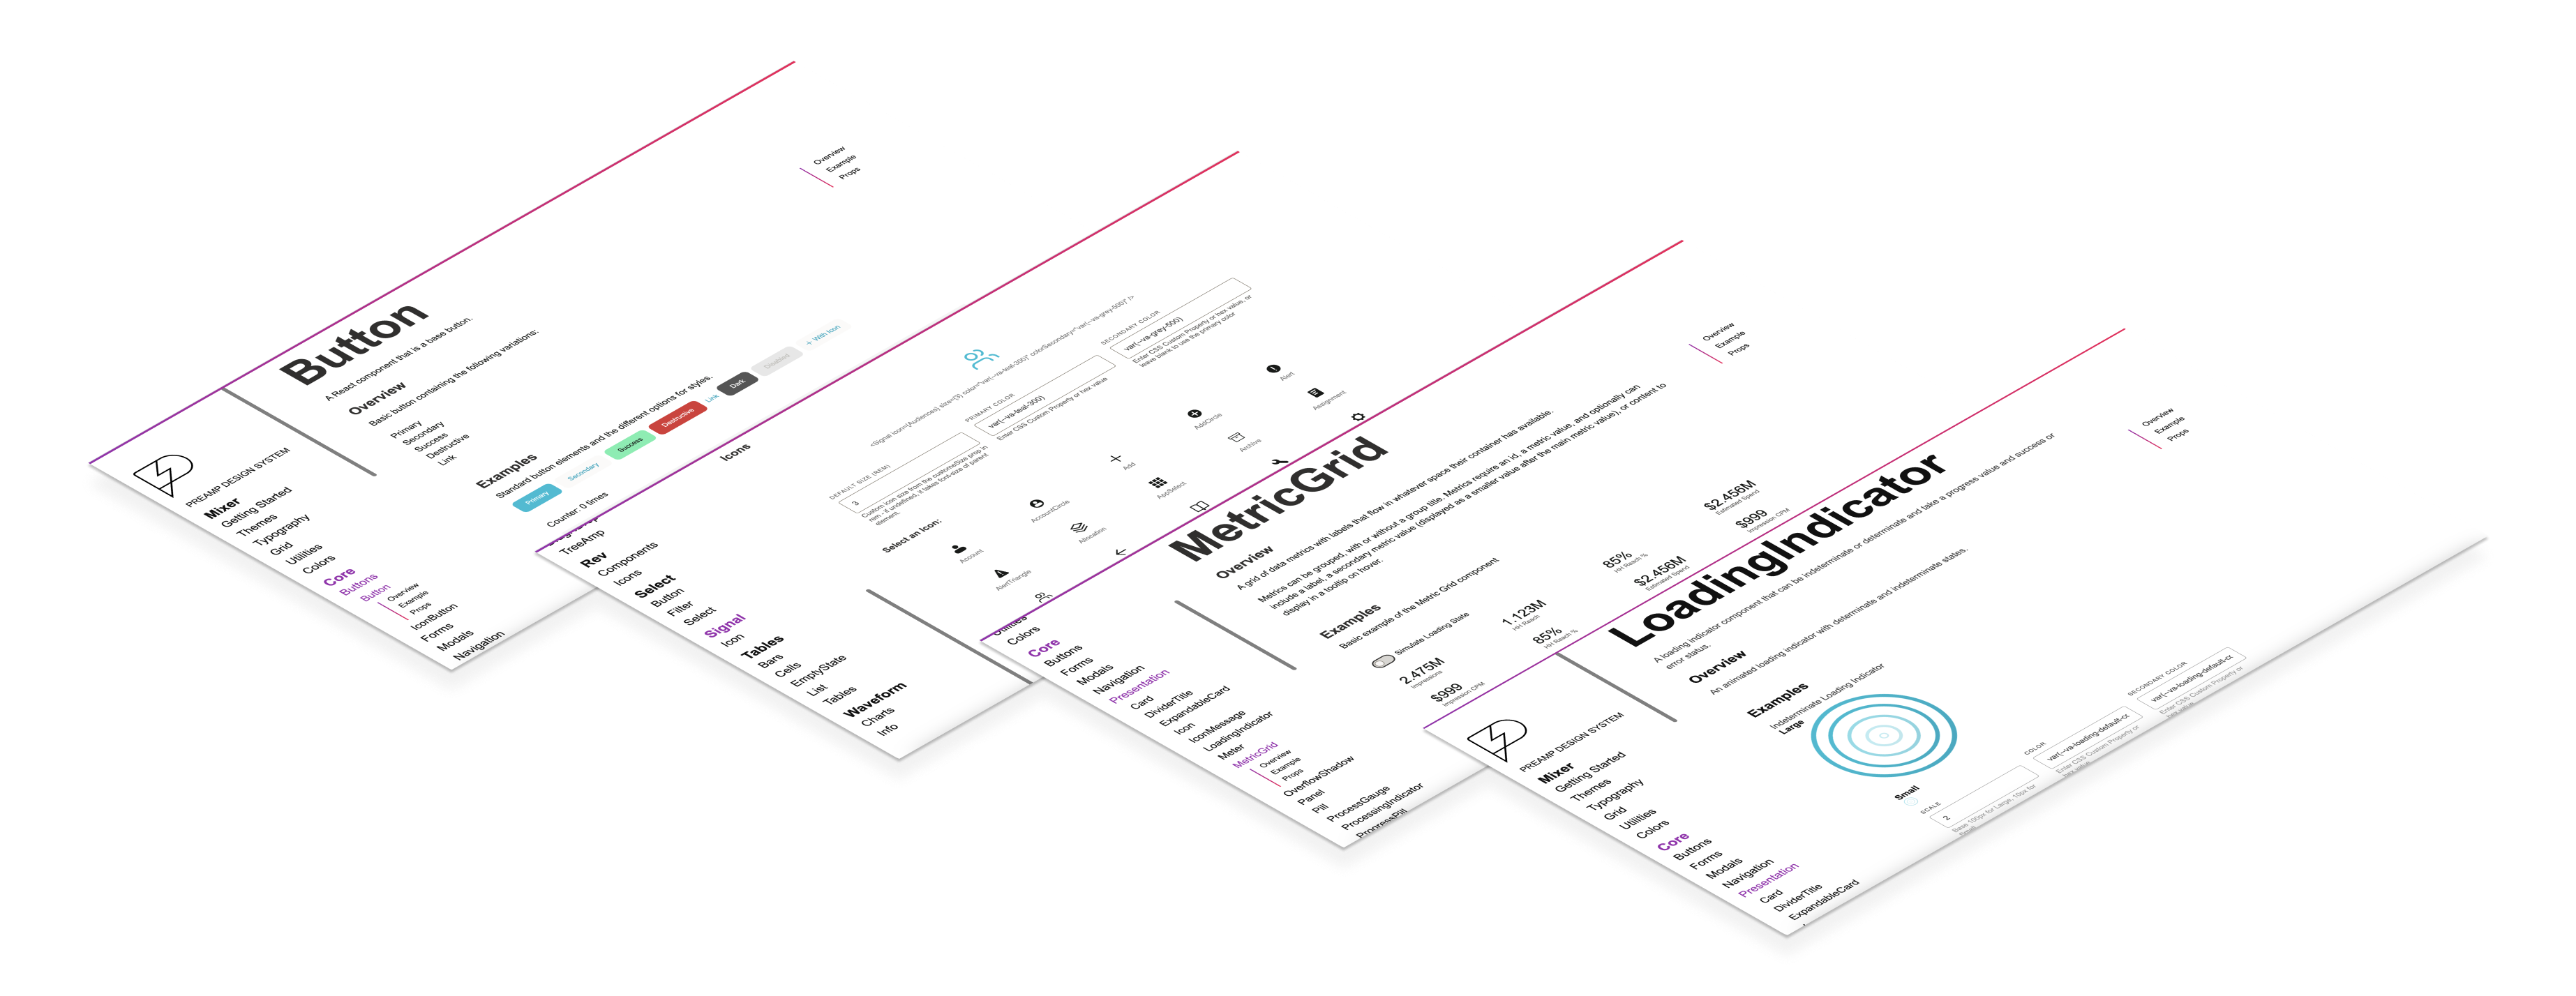 PREAMP DESIGN SYSTEM
Mixer
Getting Started
Themes
Typography
Grid
Utilities
Colors
Core
Buttons
Button
Overview
Example
Props
IconButton
Forms
Modals
Navigation
Button
A React component that is a base button.
Overview
Basic button containing the following variations:
Primary
Secondary
Success
Destructive
Link
Examples
Standard button elements and the different options for styles.
Primary
Secondary
Success
Destructive
Link
Dark
Disabled
+ With Icon
Counter: 0 times
Overview
Example
Props
TreeAmp
Rev
Components
Icons
Select
Button
Filter
Select
Signal
Icon
Tables
Bars
Cells
EmptyState
List
Tables
Waveform
Charts
Info
Icons
<Signal icon={Audiences} size={3} color="var(--va-teal-300)" colorSecondary="var(--va-grey-500)" />
DEFAULT SIZE (REM)
3
Custom icon size from the customSize prop in
rem - if undefined, it takes font-size of parent
element.
PRIMARY COLOR
var(--va-teal-300)
Enter CSS Custom Property or hex value
SECONDARY COLOR
var(--va-grey-500)
Enter CSS Custom Property or hex value, or
leave blank to use the primary color
Select an Icon:
Account
AccountCircle
Add
AddCircle
Alert
AlertTriangle
Allocation
AppSelect
Archive
Assignment
Utilities
Colors
Core
Buttons
Forms
Modals
Navigation
Presentation
Card
DividerTitle
ExpandableCard
Icon
IconMessage
LoadingIndicator
Meter
MetricGrid
Overview
Example
Props
OverflowShadow
Panel
Pill
ProcessGauge
ProcessingIndicator
ProgressPill
MetricGrid
Overview
A grid of data metrics with labels that flow in whatever space their container has available.
Metrics can be grouped, with or without a group title. Metrics require an id, a metric value, and optionally can
include a label, a secondary metric value (displayed as a smaller value after the main metric value), or content to
display in a tooltip on hover.
Examples
Basic example of the Metric Grid component
Simulate Loading State
2.475M
Impressions
1.123M
HH Reach
85%
HH Reach %
$2.456M
Estimated Spend
$999
Impression CPM
85%
HH Reach %
$2.456M
Estimated Spend
$999
Impression CPM
Overview
Example
Props
PREAMP DESIGN SYSTEM
Mixer
Getting Started
Themes
Typography
Grid
Utilities
Colors
Core
Buttons
Forms
Modals
Navigation
Presentation
Card
DividerTitle
ExpandableCard
LoadingIndicator
A loading indicator component that can be indeterminate or determinate and take a progress value and success or
error status.
Overview
An animated loading indicator with determinate and indeterminate states.
Examples
Indeterminate Loading Indicator
Large
Small
SCALE
2
Base 100px for Large, 10px for
COLOR
var(--va-loading-default-cc
Enter CSS Custom Property or
hex value
SECONDARY COLOR
var(--va-loading-default-cc
Enter CSS Custom Property or
hex value
Overview
Example
Props